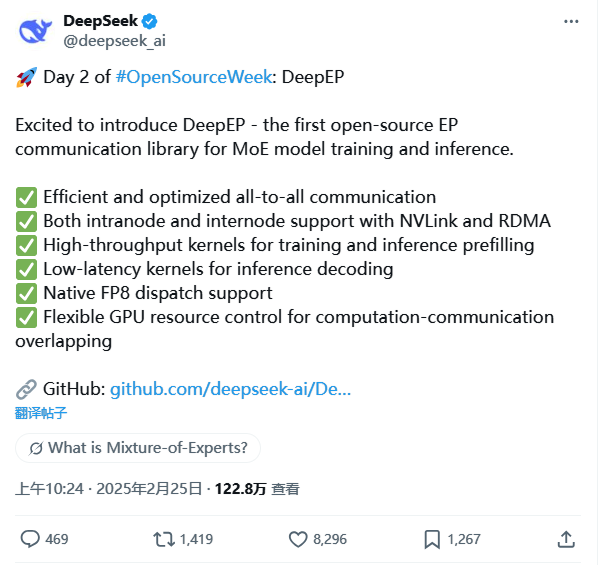 DeepSeek
@deepseek_ai
🚀 Day 2 of #OpenSourceWeek: DeepEP
Excited to introduce DeepEP - the first open-source EP
communication library for MoE model training and inference.
✅ Efficient and optimized all-to-all communication
✅ Both intranode and internode support with NVLink and RDMA
✅ High-throughput kernels for training and inference prefilling
✅ Low-latency kernels for inference decoding
✅ Native FP8 dispatch support
✅ Flexible GPU resource control for computation-communication
overlapping
🔗 GitHub: github.com/deepseek-ai/De...
翻译帖子
What is Mixture-of-Experts?
上午10:24 · 2025年2月25日 · 122.8万 查看
469 1,419 8,296 1,267